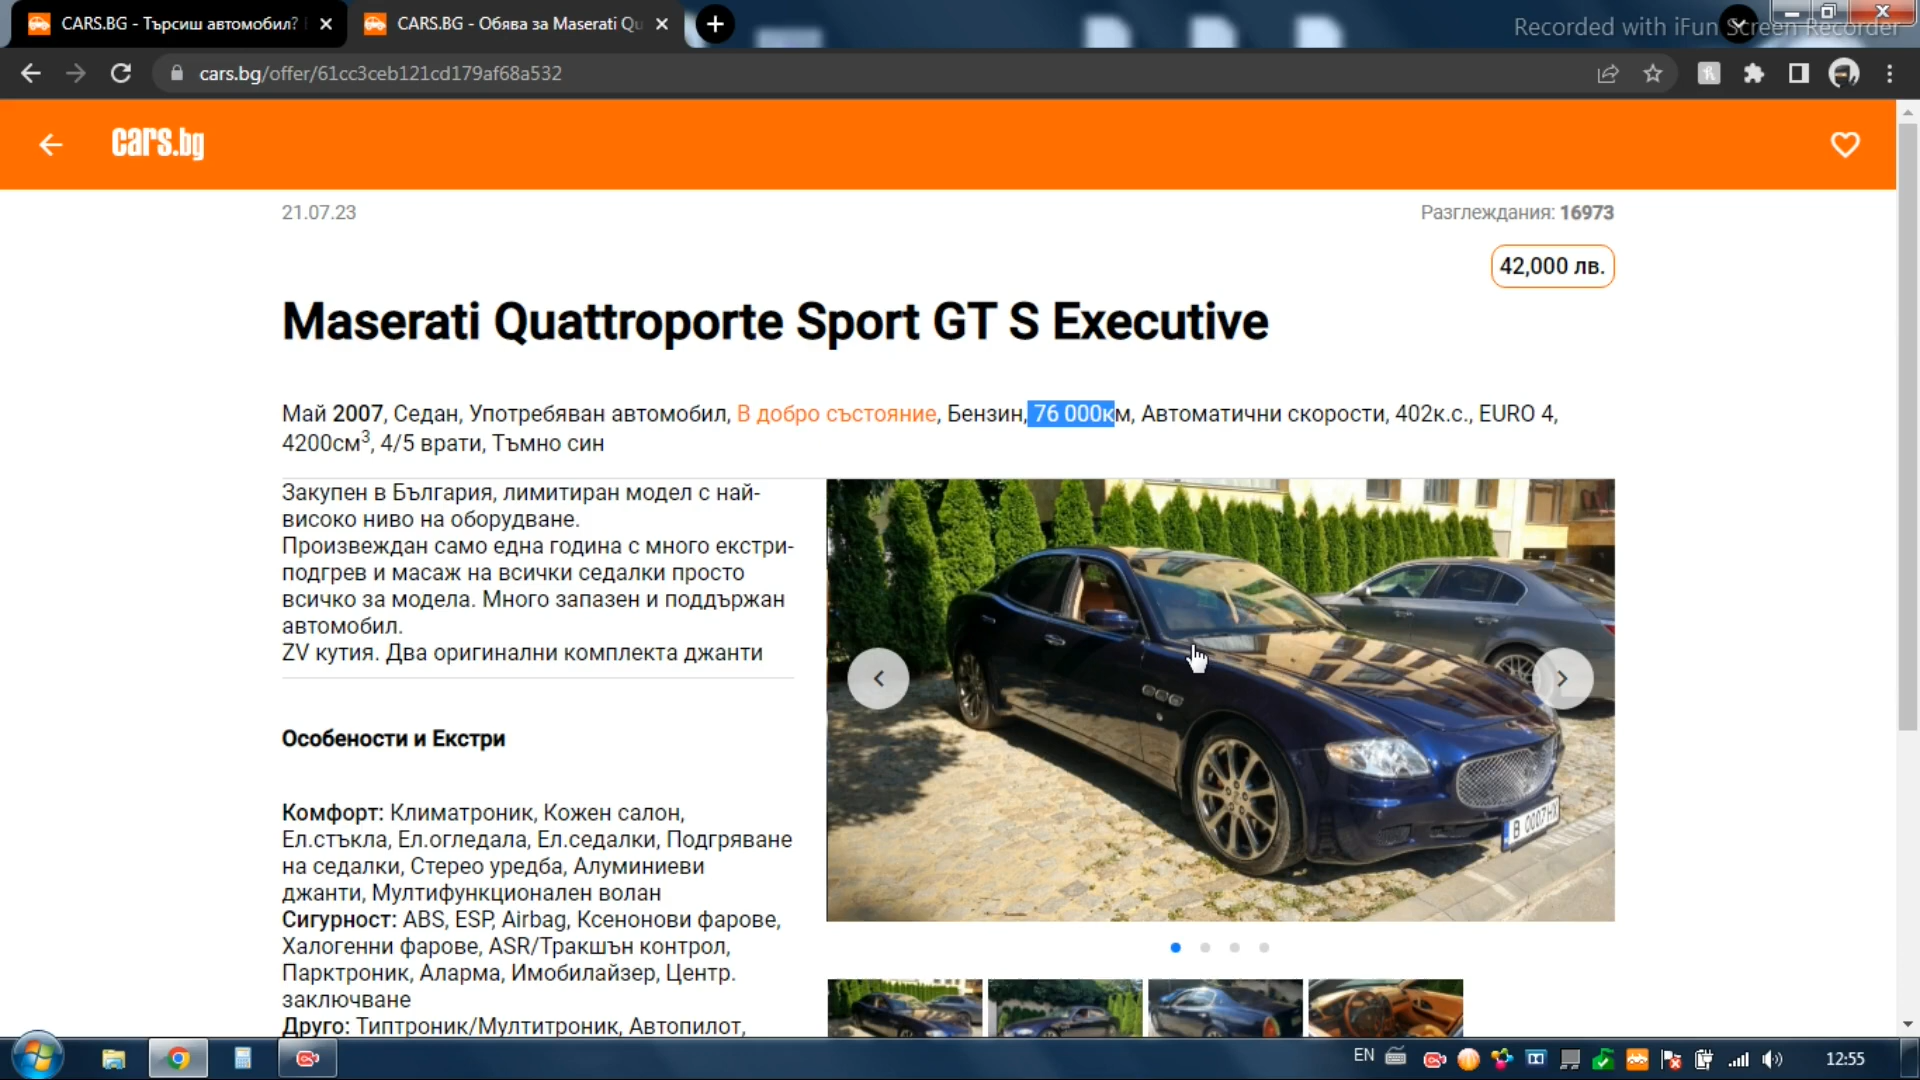 CARS.BG - Търсиш автомобил?
CARS.BG - Обява за Maserati Qu
Recorded with iFun Screen Recorder
cars.bg/offer/61cc3ceb121cd179af68a532
cars.bg
21.07.23
Разглеждания: 16973
42,000 лв.
Maserati Quattroporte Sport GT S Executive
Май 2007, Седан, Употребяван автомобил, В добро състояние, Бензин, 76 000км, Автоматични скорости, 402к.с., EURO 4,
4200см³, 4/5 врати, Тъмно син
Закупен в България, лимитиран модел с най-
високо ниво на оборудване.
Произвеждан само една година с много екстри-
подгрев и масаж на всички седалки просто
всичко за модела. Много запазен и поддържан
автомобил.
ZV кутия. Два оригинални комплекта джанти
Особености и Екстри
Комфорт: Климатроник, Кожен салон,
Ел.стъкла, Ел.огледала, Ел.седалки, Подгряване
на седалки, Стерео уредба, Алуминиеви
джанти, Мултифункционален волан
Сигурност: ABS, ESP, Airbag, Ксенонови фарове,
Халогенни фарове, ASR/Тракшън контрол,
Парктроник, Аларма, Имобилайзер, Центр.
заключване
Друго: Типтроник/Мултитроник, Автопилот,
B 0007HX
EN
12:55